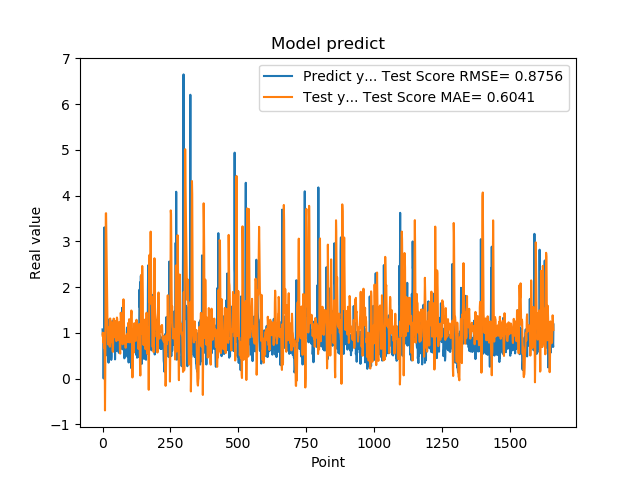 Model predict
Predict y... Test Score RMSE= 0.8756
Test y... Test Score MAE= 0.6041
7
6
5
4
3
2
1
0
−1
Real value
0 250 500 750 1000 1250 1500
Point